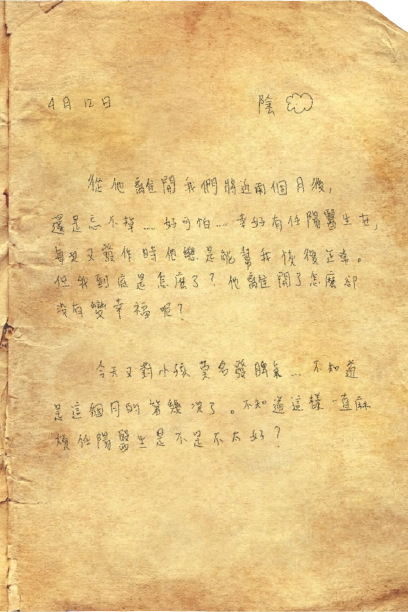 4月12日 陰
從他離開我們將近兩個月後,
還是忘不掉...好可怕...幸好有任陽醫生在,
每次又發作時他總是能幫我恢復正常。
但我到底是怎麼了?他離開了怎麼卻
沒有變幸福呢?
今天又對小孩莫名發脾氣...不知道
是這個月的第幾次了。不知道這樣一直麻
煩任陽醫生是不是不太好?